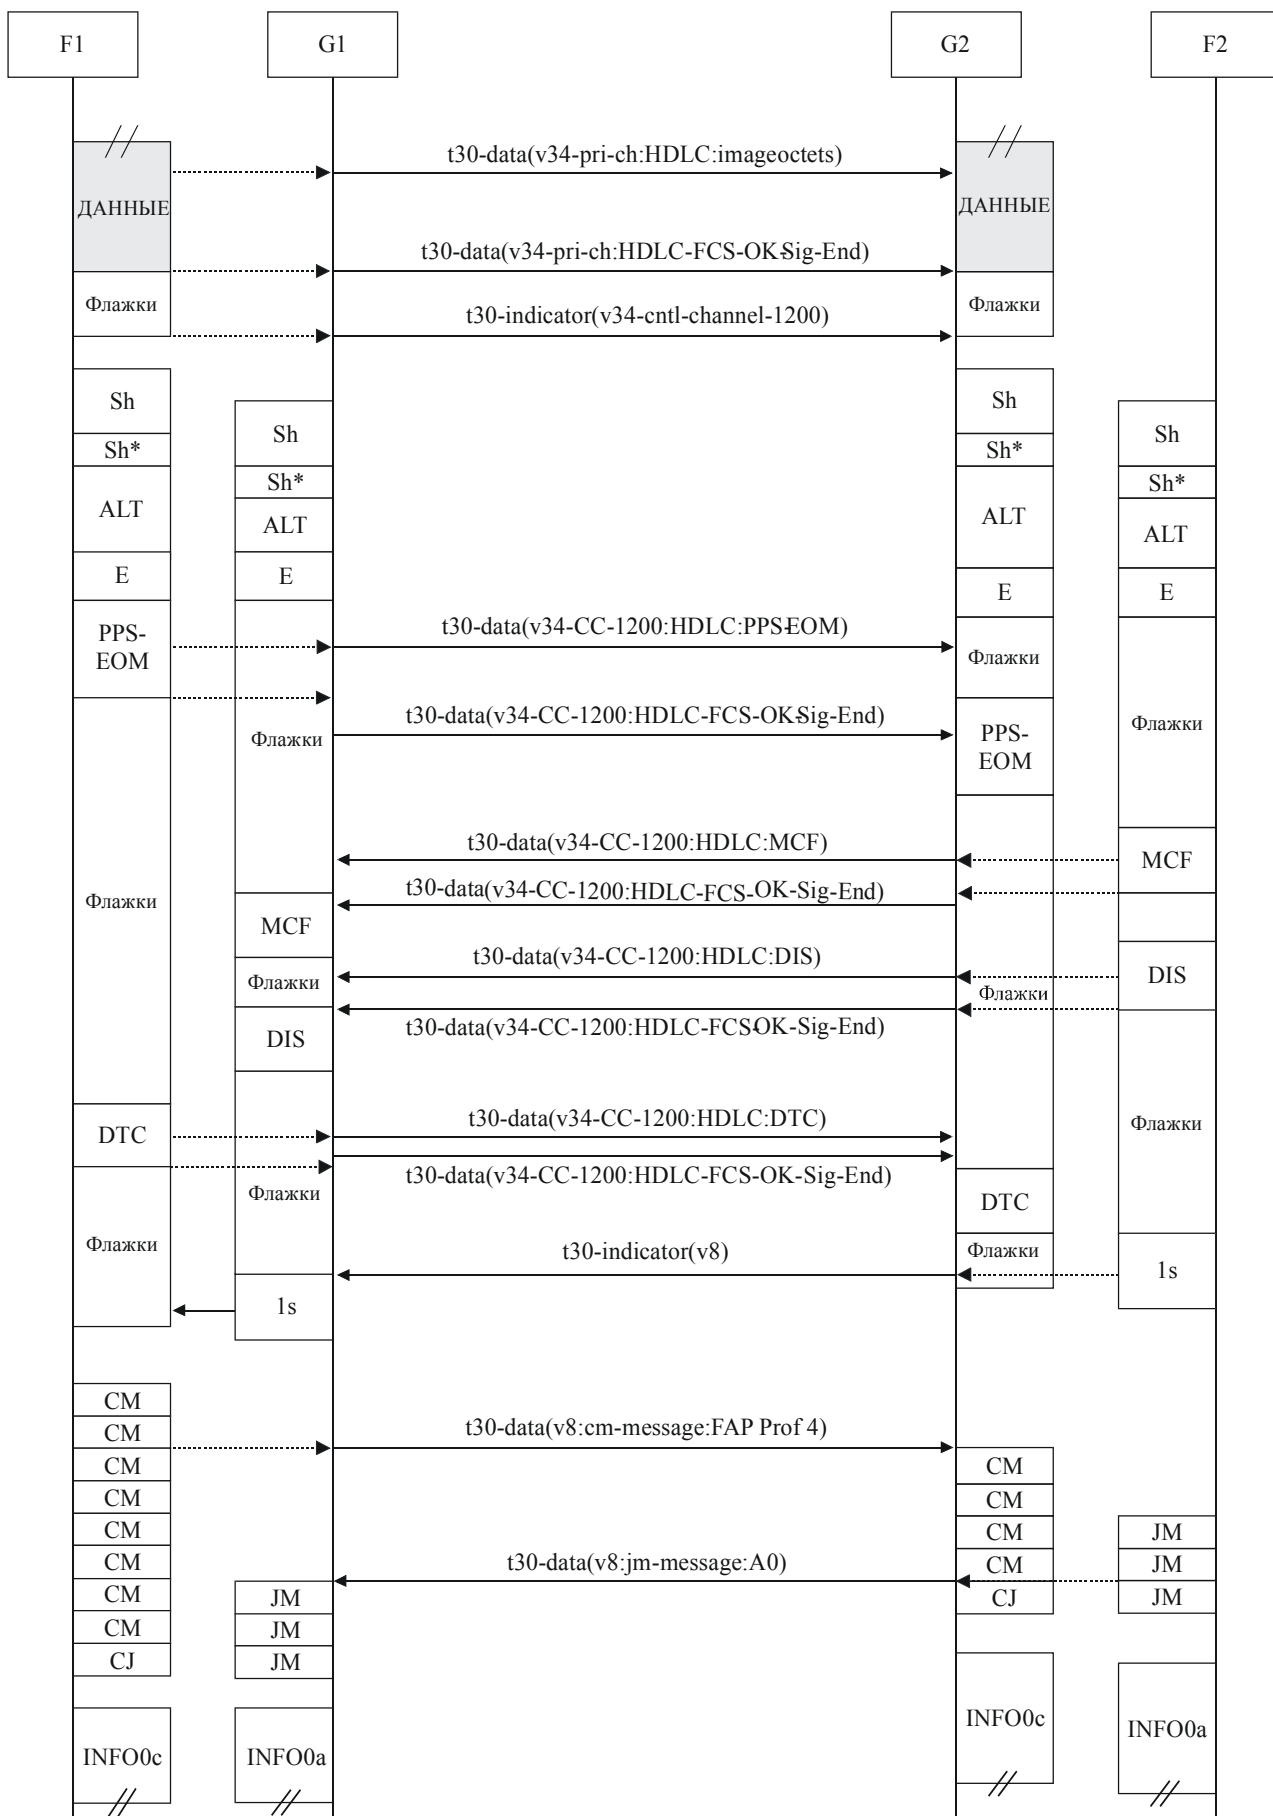 F1
G1
G2
F2
t30-data(v34-pri-ch:HDLC:imageoctets)
ДАННЫЕ
ДАННЫЕ
t30-data(v34-pri-ch:HDLC-FCS-OK-Sig-End)
Флажки
Флажки
t30-indicator(v34-cntl-channel-1200)
Sh
Sh
Sh
Sh
Sh*
Sh*
Sh*
Sh*
ALT
ALT
ALT
ALT
E
E
E
E
PPS-
EOM
t30-data(v34-CC-1200:HDLC:PPS-EOM)
Флажки
t30-data(v34-CC-1200:HDLC-FCS-OK-Sig-End)
Флажки
PPS-
EOM
Флажки
t30-data(v34-CC-1200:HDLC:MCF)
MCF
t30-data(v34-CC-1200:HDLC-FCS-OK-Sig-End)
Флажки
MCF
t30-data(v34-CC-1200:HDLC:DIS)
DIS
Флажки
Флажки
t30-data(v34-CC-1200:HDLC-FCS-OK-Sig-End)
DIS
t30-data(v34-CC-1200:HDLC:DTC)
Флажки
DTC
t30-data(v34-CC-1200:HDLC-FCS-OK-Sig-End)
Флажки
DTC
Флажки
t30-indicator(v8)
Флажки
1s
1s
CM
CM
t30-data(v8:cm-message:FAP Prof 4)
CM
CM
CM
CM
CM
CM
JM
CM
t30-data(v8:jm-message:A0)
CM
JM
CM
JM
CJ
JM
CM
JM
CJ
JM
INFO0c
INFO0a
INFO0c
INFO0a